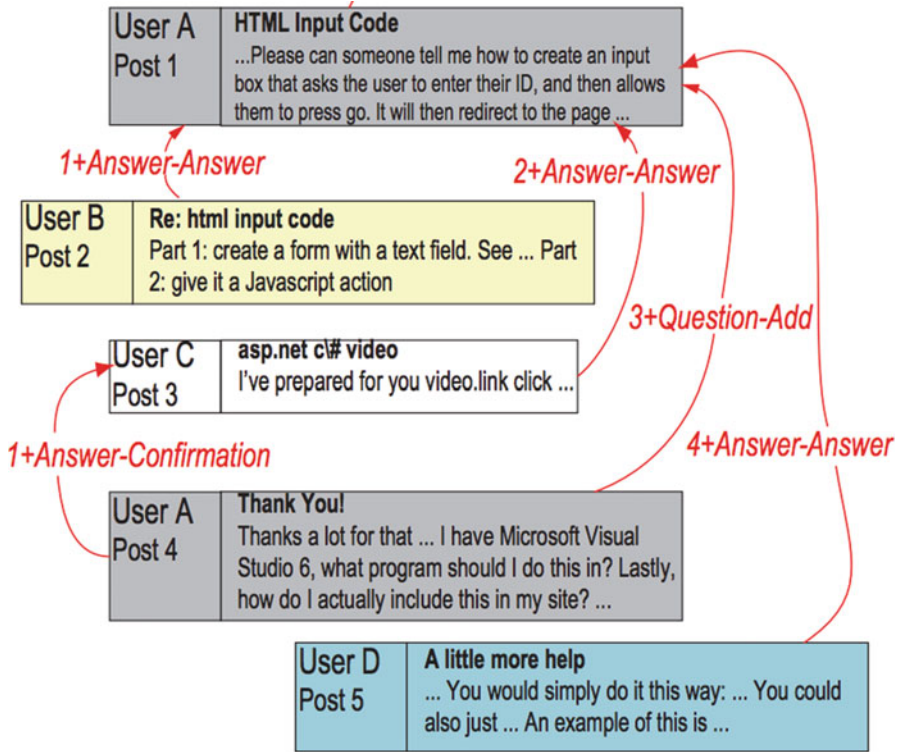 User A
Post 1
HTML Input Code
...Please can someone tell me how to create an input
box that asks the user to enter their ID, and then allows
them to press go. It will then redirect to the page ...
1+Answer-Answer
2+Answer-Answer
User B
Post 2
Re: html input code
Part 1: create a form with a text field. See ... Part
2: give it a Javascript action
3+Question-Add
User C
Post 3
asp.net c\# video
I've prepared for you video.link click ...
1+Answer-Confirmation
4+Answer-Answer
User A
Post 4
Thank You!
Thanks a lot for that ... I have Microsoft Visual
Studio 6, what program should I do this in? Lastly,
how do I actually include this in my site? ...
User D
Post 5
A little more help
... You would simply do it this way: ... You could
also just ... An example of this is ...